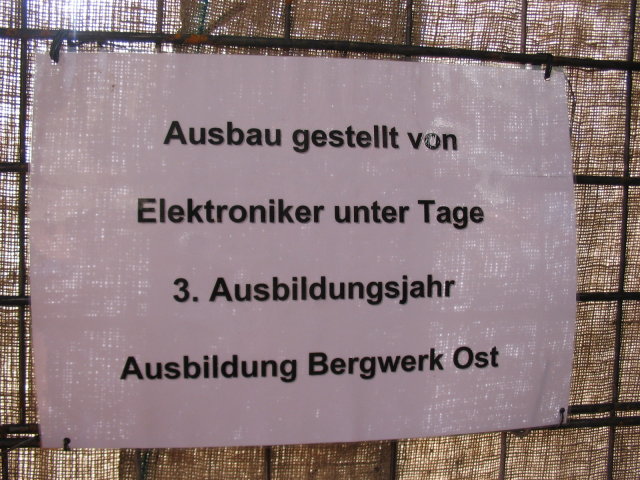 Ausbau gestellt von
Elektroniker unter Tage
3. Ausbildungsjahr
Ausbildung Bergwerk Ost